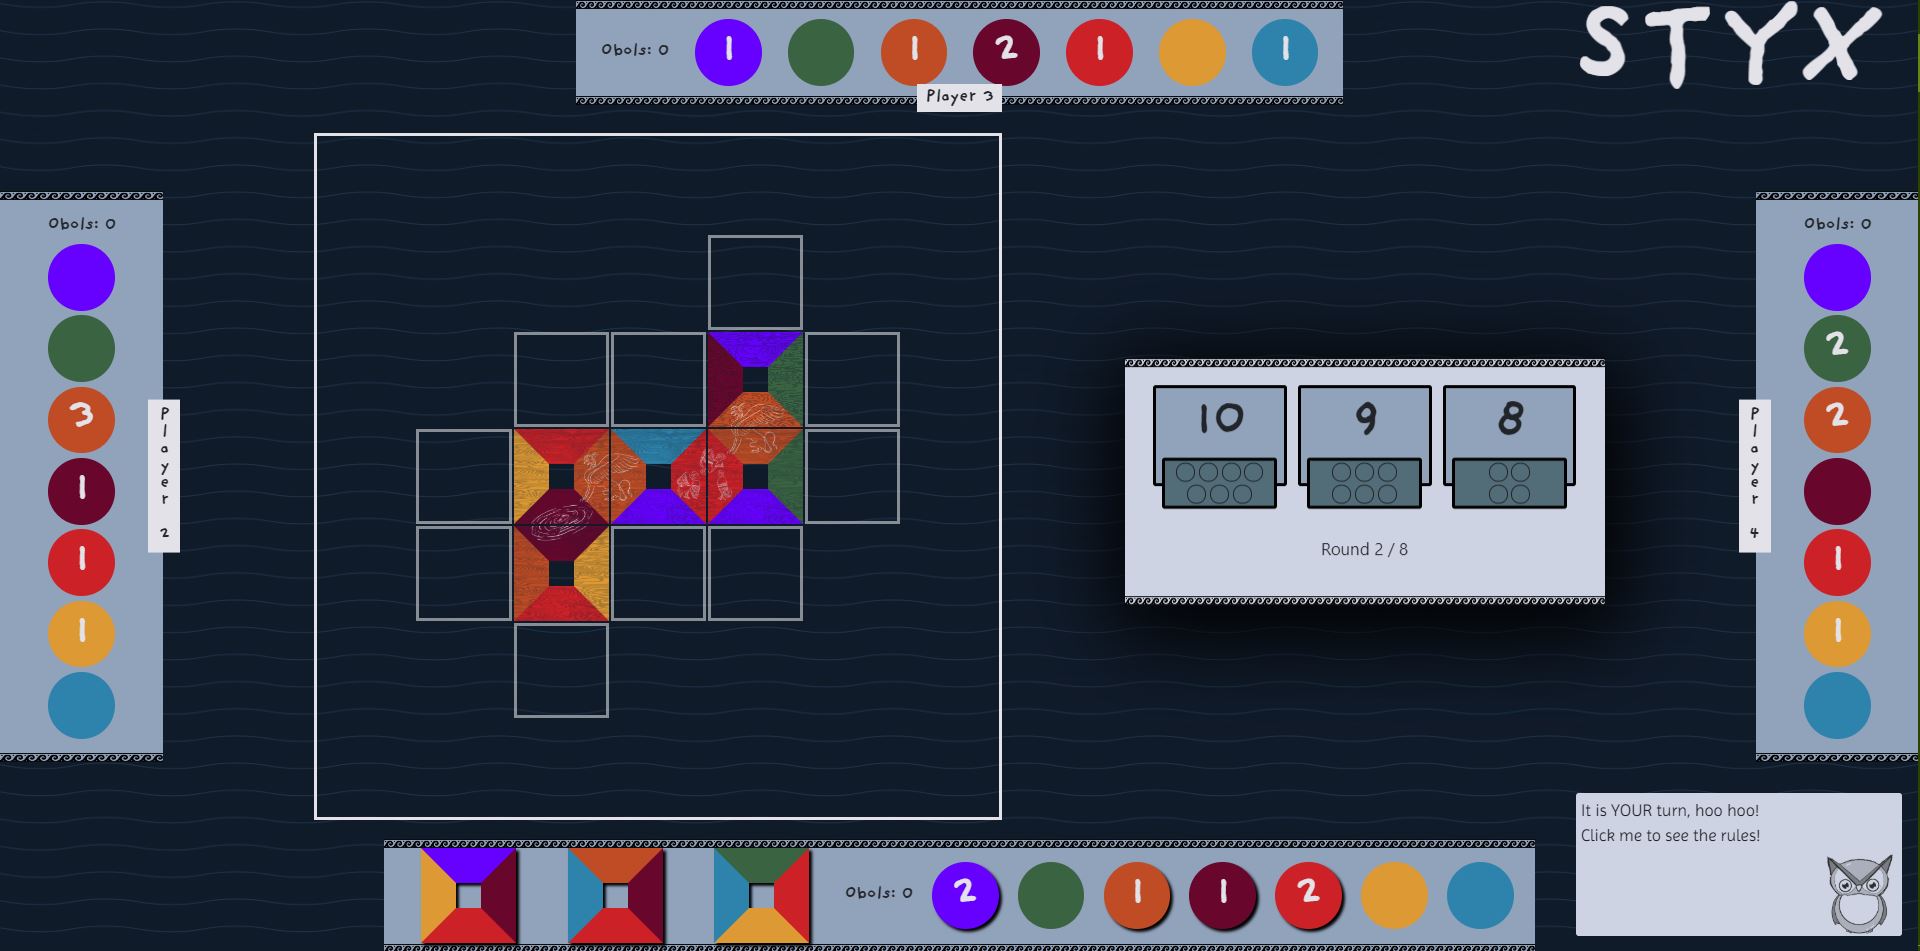 STYX
Obols: 0 1 1 2 1 1
Player 3
Obols: 0
3
1
1
1
Player 2
10 9 8
Round 2 / 8
Obols: 0
2
2
1
1
Player 4
It is YOUR turn, hoo hoo!
Click me to see the rules!
Obols: 0 2 1 1 2